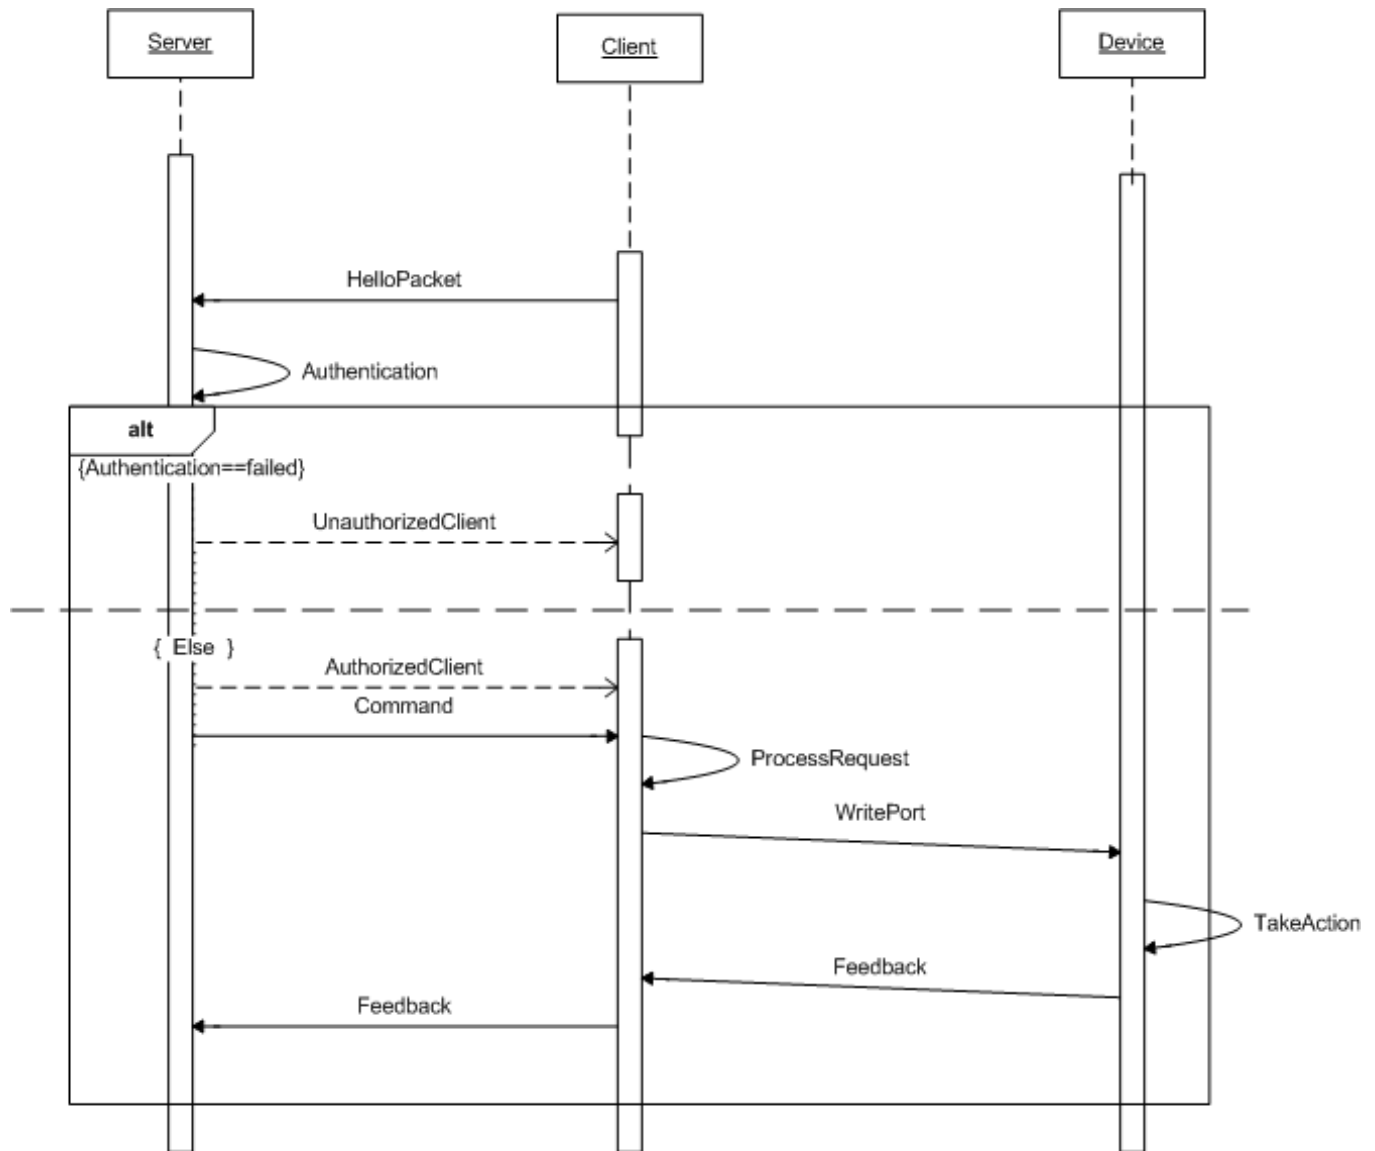 Server
Client
Device
HelloPacket
Authentication
alt
{Authentication==failed}
UnauthorizedClient
{ Else }
AuthorizedClient
Command
ProcessRequest
WritePort
TakeAction
Feedback
Feedback